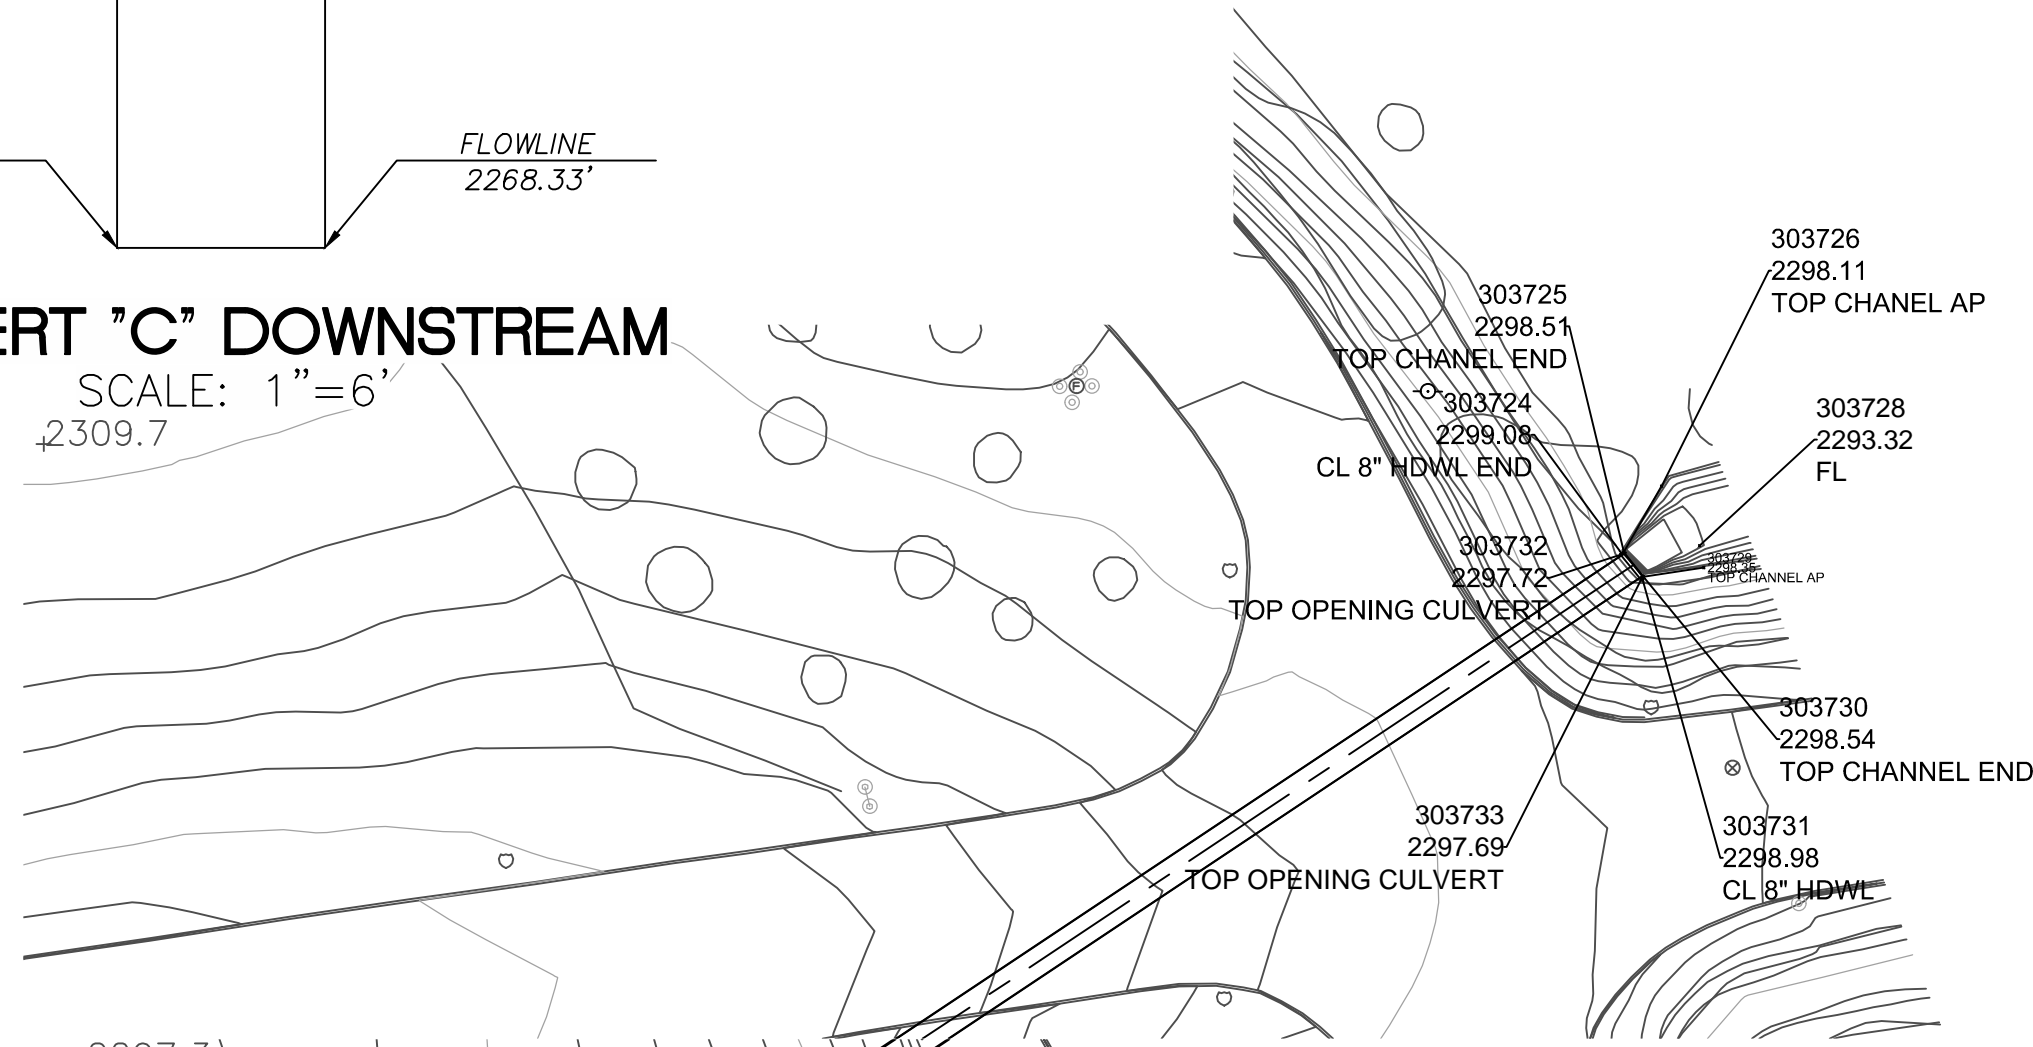 FLOWLINE
2268.33'
ERT "C" DOWNSTREAM
SCALE: 1"=6'
2309.7
303726
2298.11
TOP CHANEL AP
303725
2298.51
TOP CHANEL END
303724
2299.08
CL 8" HDWL END
303728
2293.32
FL
303732
2297.72
TOP OPENING CULVERT
303729
2298.35
TOP CHANNEL AP
303730
2298.54
TOP CHANNEL END
303733
2297.69
TOP OPENING CULVERT
303731
2298.98
CL 8" HDWL
F